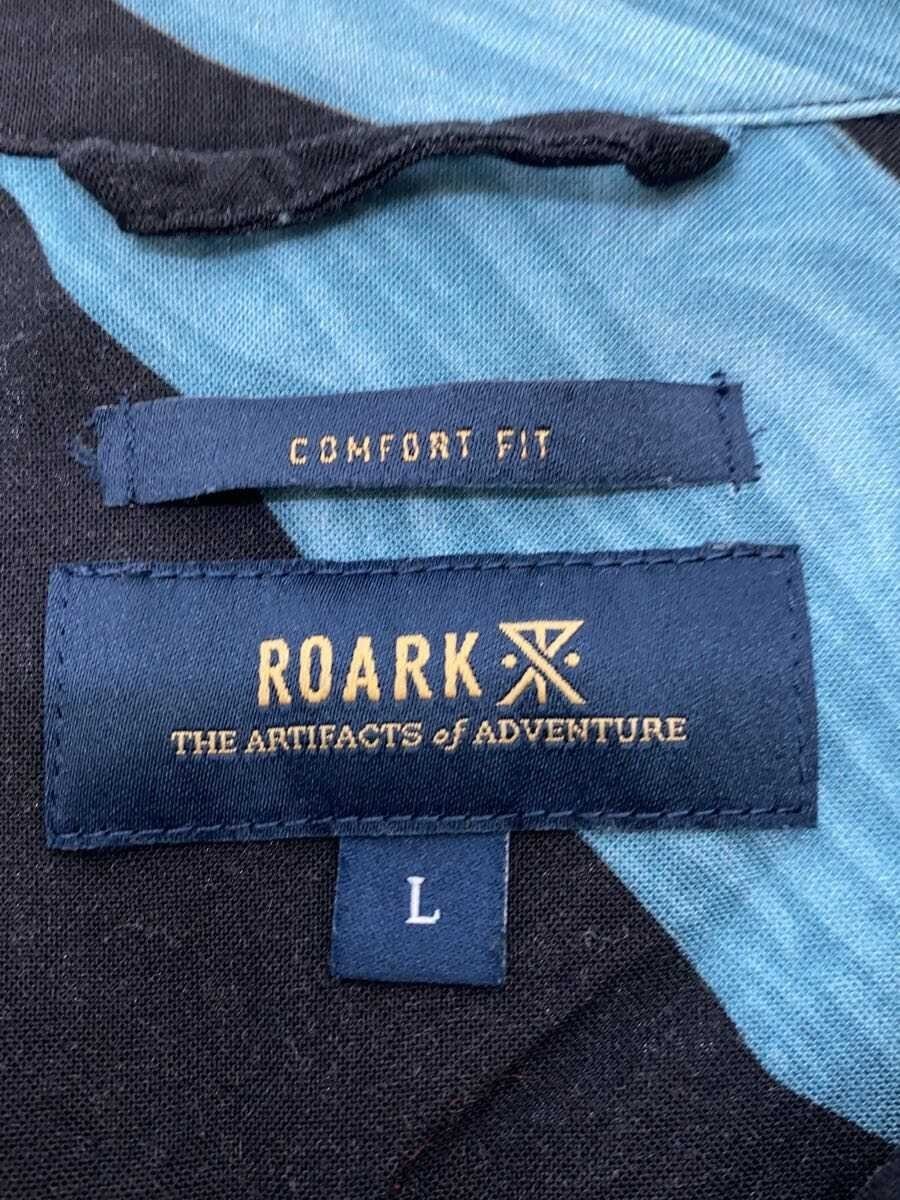 COMFORT FIT
ROARK
THE ARTIFACTS of ADVENTURE
L